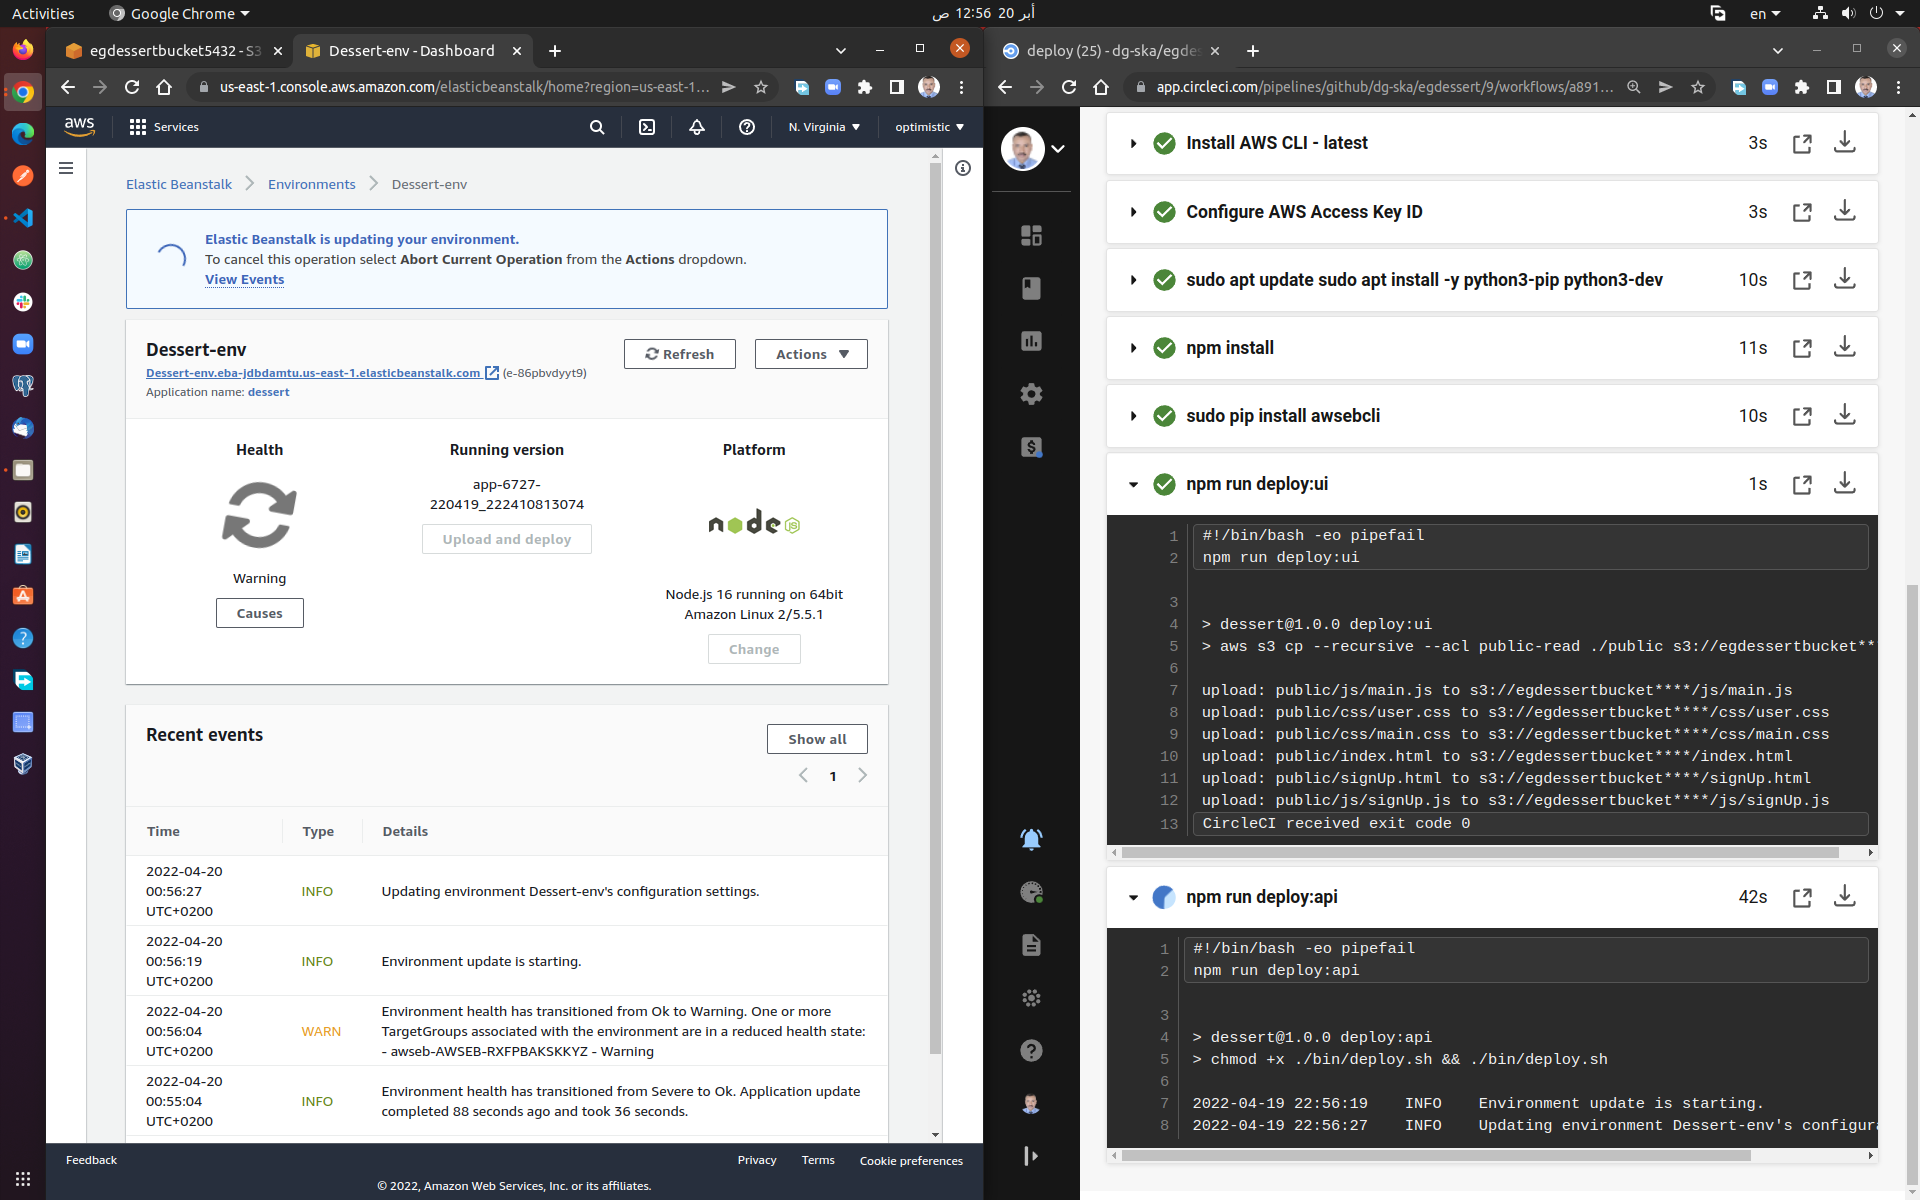 Activities
Google Chrome
أبر 20 12:56 ص
en
egdessertbucket5432 - S3
Dessert-env - Dashboard
us-east-1.console.aws.amazon.com/elasticbeanstalk/home?region=us-east-1...
aws
Services
N. Virginia
optimistic
Elastic Beanstalk
Environments
Dessert-env
Elastic Beanstalk is updating your environment.
To cancel this operation select Abort Current Operation from the Actions dropdown.
View Events
Dessert-env
Dessert-env.eba-jdbdamtu.us-east-1.elasticbeanstalk.com (e-86pbvdyyt9)
Application name: dessert
Refresh
Actions
Health
Warning
Causes
Running version
app-6727-
220419_222410813074
Upload and deploy
Platform
node JS
Node.js 16 running on 64bit
Amazon Linux 2/5.5.1
Change
Recent events
Show all
1
Time Type Details
2022-04-20
00:56:27
UTC+0200
INFO
Updating environment Dessert-env's configuration settings.
2022-04-20
00:56:19
UTC+0200
INFO
Environment update is starting.
2022-04-20
00:56:04
UTC+0200
WARN
Environment health has transitioned from Ok to Warning. One or more
TargetGroups associated with the environment are in a reduced health state:
- awseb-AWSEB-RXFPBAKSKKYZ - Warning
2022-04-20
00:55:04
UTC+0200
INFO
Environment health has transitioned from Severe to Ok. Application update
completed 88 seconds ago and took 36 seconds.
Feedback
Privacy
Terms
Cookie preferences
© 2022, Amazon Web Services, Inc. or its affiliates.
deploy (25) - dg-ska/egdes
app.circleci.com/pipelines/github/dg-ska/egdessert/9/workflows/a891...
Install AWS CLI - latest 3s
Configure AWS Access Key ID 3s
sudo apt update sudo apt install -y python3-pip python3-dev 10s
npm install 11s
sudo pip install awsebcli 10s
npm run deploy:ui 1s
1 #!/bin/bash -eo pipefail
2 npm run deploy:ui
3
4 > dessert@1.0.0 deploy:ui
5 > aws s3 cp --recursive --acl public-read ./public s3://egdessertbucket**
6
7 upload: public/js/main.js to s3://egdessertbucket****/js/main.js
8 upload: public/css/user.css to s3://egdessertbucket****/css/user.css
9 upload: public/css/main.css to s3://egdessertbucket****/css/main.css
10 upload: public/index.html to s3://egdessertbucket****/index.html
11 upload: public/signUp.html to s3://egdessertbucket****/signUp.html
12 upload: public/js/signUp.js to s3://egdessertbucket****/js/signUp.js
13 CircleCI received exit code 0
npm run deploy:api 42s
1 #!/bin/bash -eo pipefail
2 npm run deploy:api
3
4 > dessert@1.0.0 deploy:api
5 > chmod +x ./bin/deploy.sh && ./bin/deploy.sh
6
7 2022-04-19 22:56:19 INFO Environment update is starting.
8 2022-04-19 22:56:27 INFO Updating environment Dessert-env's configura